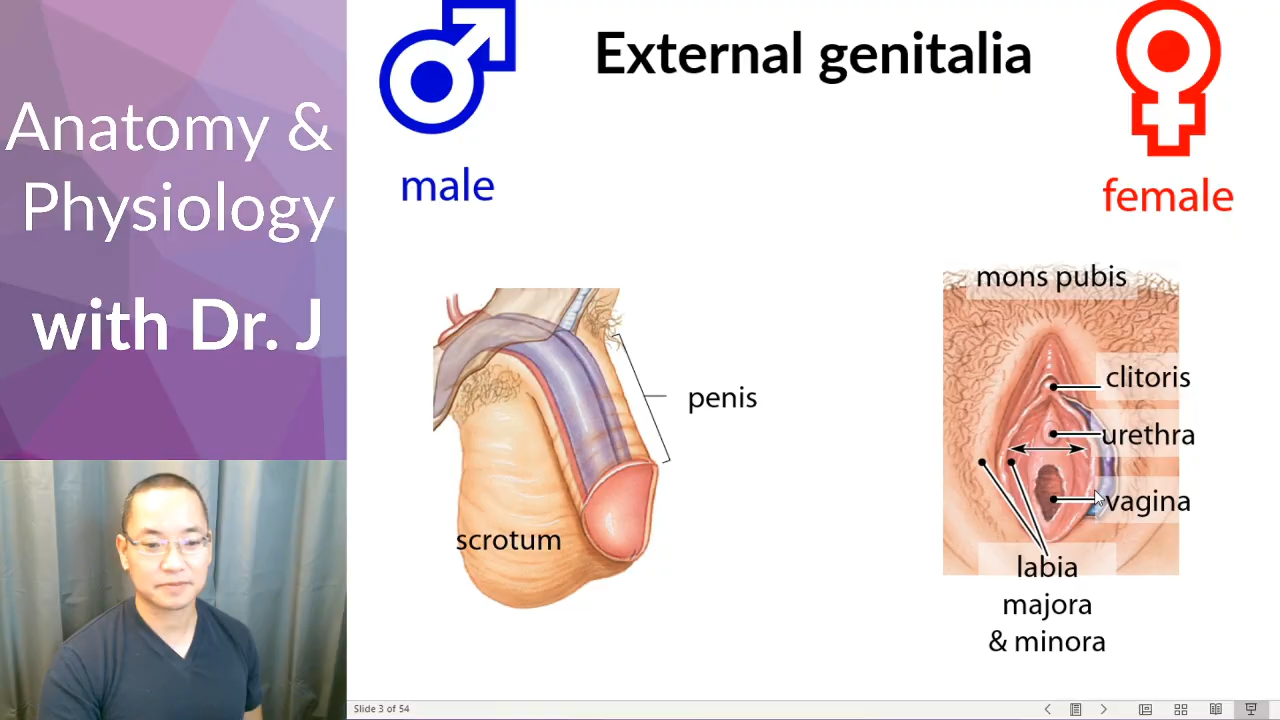 Anatomy &
Physiology
with Dr. J
External genitalia
male
female
mons pubis
clitoris
urethra
vagina
labia
majora
& minora
penis
scrotum
Slide 3 of 54